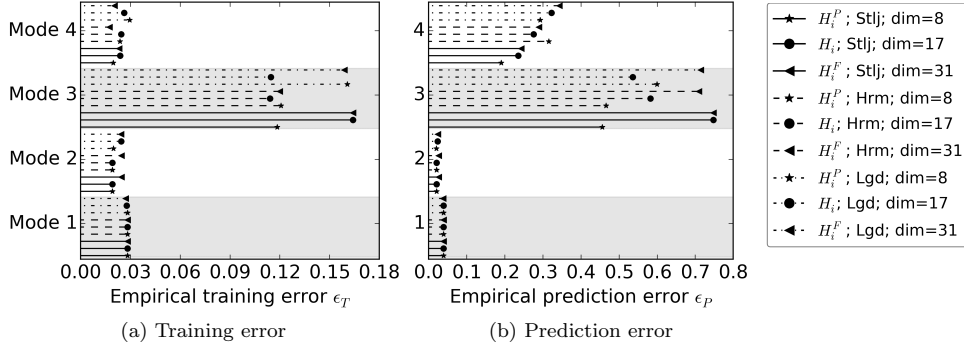 Mode 4
Mode 3
Mode 2
Mode 1
0.00 0.03 0.06 0.09 0.12 0.15 0.18
Empirical training error ϵ_T
(a) Training error
4
3
2
1
0.0 0.1 0.2 0.3 0.4 0.5 0.6 0.7 0.8
Empirical prediction error ϵ_P
(b) Prediction error
H_i^P; Stlj; dim=8
H_i; Stlj; dim=17
H_i^F; Stlj; dim=31
H_i^P; Hrm; dim=8
H_i; Hrm; dim=17
H_i^F; Hrm; dim=31
H_i^P; Lgd; dim=8
H_i; Lgd; dim=17
H_i^F; Lgd; dim=31